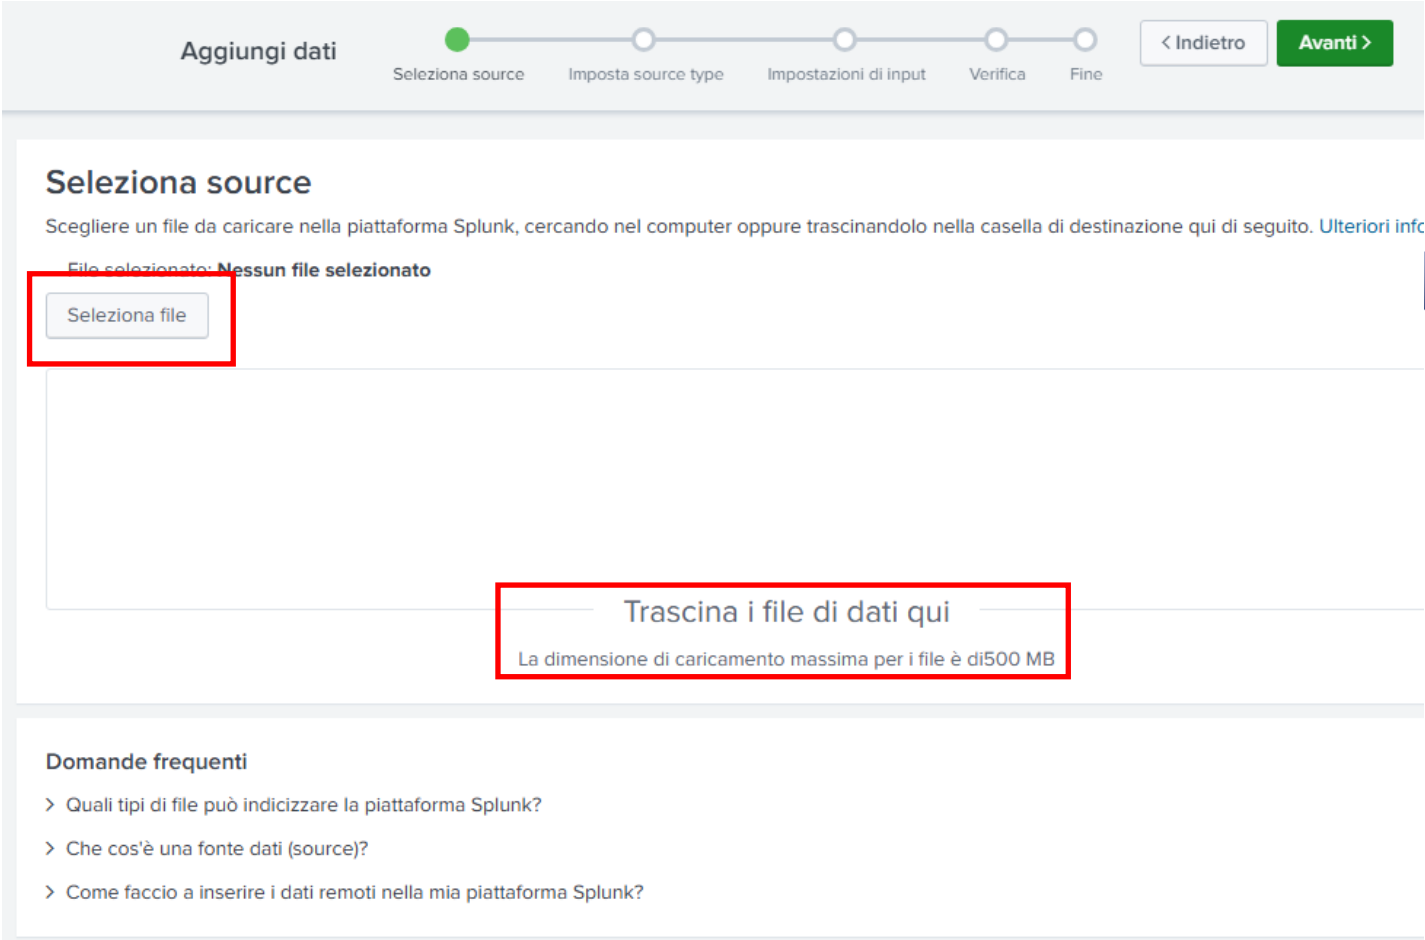 Aggiungi dati
Seleziona source
Imposta source type
Impostazioni di input
Verifica
Fine
< Indietro
Avanti >
Seleziona source
Scegliere un file da caricare nella piattaforma Splunk, cercando nel computer oppure trascinandolo nella casella di destinazione qui di seguito. Ulteriori info
File selezionato: Nessun file selezionato
Seleziona file
Trascina i file di dati qui
La dimensione di caricamento massima per i file è di500 MB
Domande frequenti
> Quali tipi di file può indicizzare la piattaforma Splunk?
> Che cos'è una fonte dati (source)?
> Come faccio a inserire i dati remoti nella mia piattaforma Splunk?